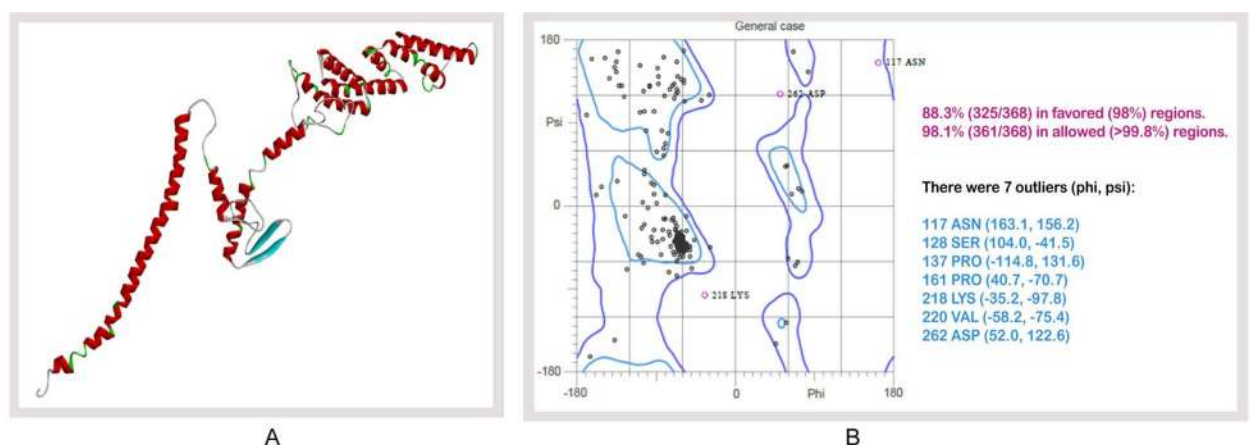 General case
180
117 ASN
262 ASP
Psi
0
218 LYS
-180
-180
0
Phi
180
88.3% (325/368) in favored (98%) regions.
98.1% (361/368) in allowed (>99.8%) regions.
There were 7 outliers (phi, psi):
117 ASN (163.1, 156.2)
128 SER (104.0, -41.5)
137 PRO (-114.8, 131.6)
161 PRO (40.7, -70.7)
218 LYS (-35.2, -97.8)
220 VAL (-58.2, -75.4)
262 ASP (52.0, 122.6)
A
B